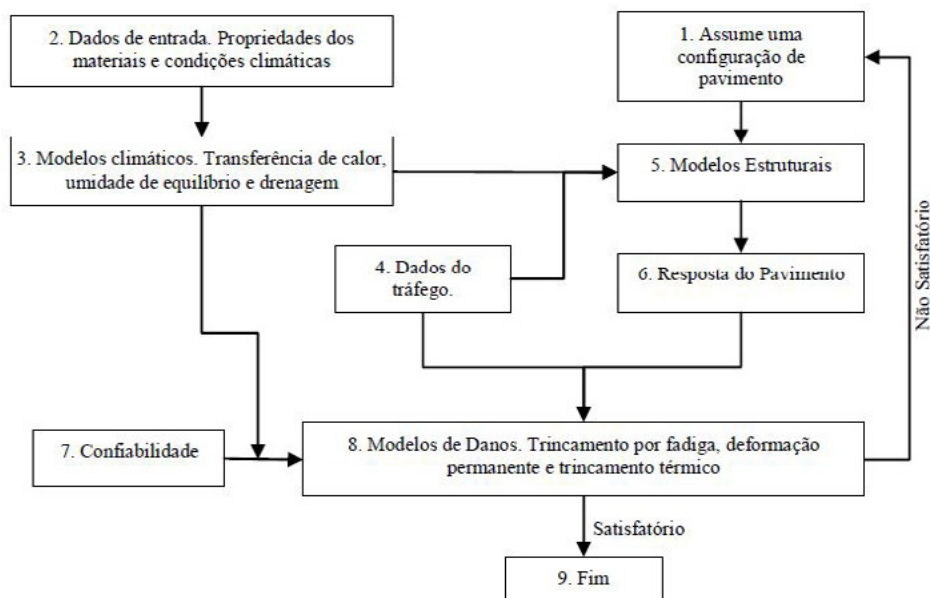 2. Dados de entrada. Propriedades dos
materiais e condições climáticas
1. Assume uma
configuração de
pavimento
3. Modelos climáticos. Transferência de calor,
umidade de equilíbrio e drenagem
5. Modelos Estruturais
4. Dados do
tráfego.
6. Resposta do Pavimento
Não Satisfatório
7. Confiabilidade
8. Modelos de Danos. Trincamento por fadiga, deformação
permanente e trincamento térmico
Satisfatório
9. Fim